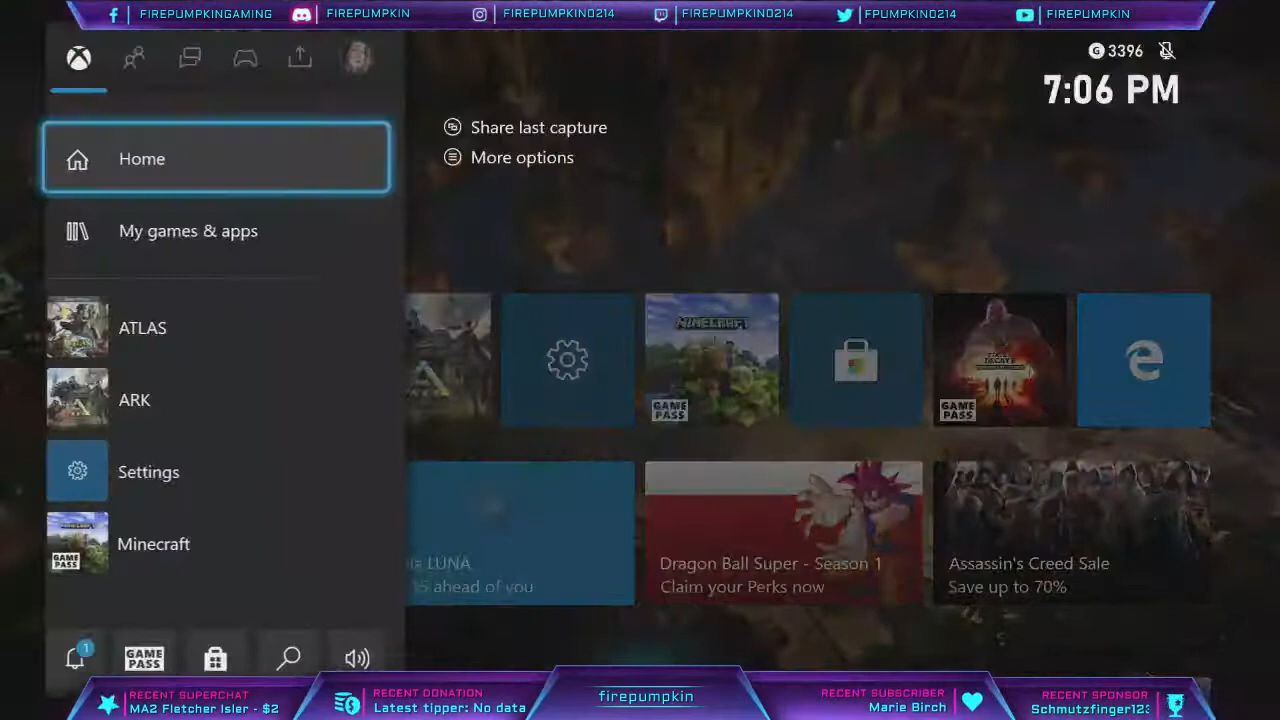 FIREPUMPKINGAMING
FIREPUMPKIN
FIREPUMPKIN0214
FIREPUMPKIN0214
FPUMPKIN0214
FIREPUMPKIN
G 3396
7:06 PM
Share last capture
More options
Home
My games & apps
ATLAS
ARK
Settings
Minecraft
MINECRAFT
GAME PASS
GAME PASS
LUNA
15 ahead of you
Dragon Ball Super - Season 1
Claim your Perks now
Assassin's Creed Sale
Save up to 70%
GAME PASS
1
GAME PASS
RECENT SUPERCHAT
MA2 Fletcher Isler - $2
RECENT DONATION
Latest tipper: No data
firepumpkin
RECENT SUBSCRIBER
Marie Birch
RECENT SPONSOR
Schmutzfinger123